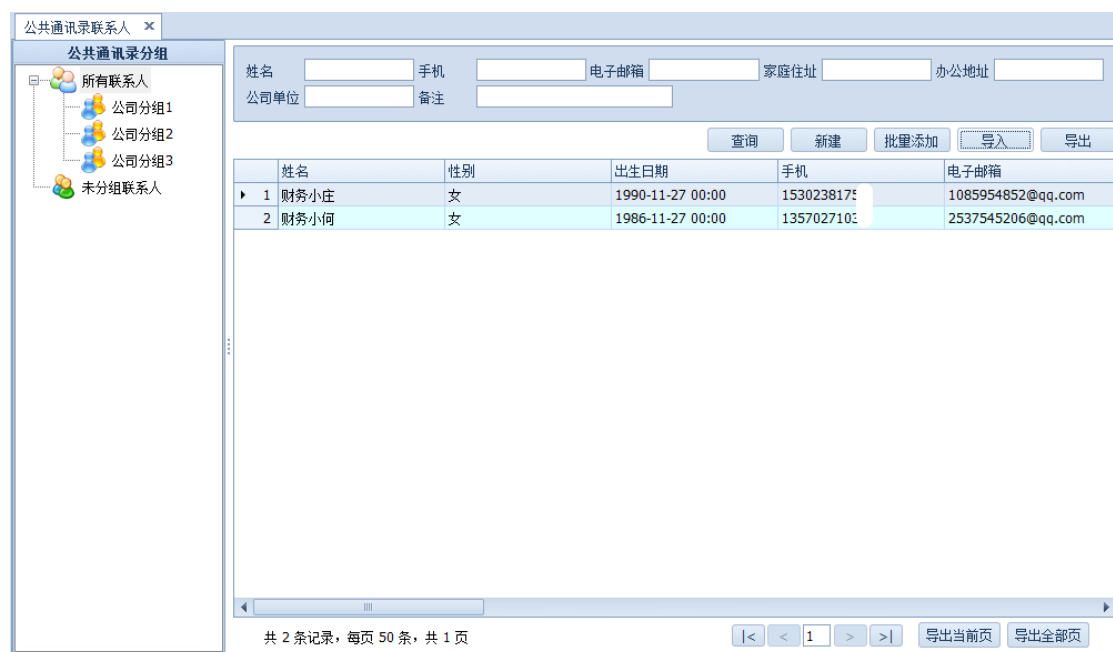 公共通讯录联系人 ×
公共通讯录分组
所有联系人
公司分组1
公司分组2
公司分组3
未分组联系人
姓名 手机 电子邮箱 家庭住址 办公地址
公司单位 备注
查询 新建 批量添加 导入 导出
姓名 性别 出生日期 手机 电子邮箱
1 财务小庄 女 1990-11-27 00:00 1530238175 1085954852@qq.com
2 财务小何 女 1986-11-27 00:00 1357027103 2537545206@qq.com
共 2 条记录，每页 50 条，共 1 页 |< < 1 > >| 导出当前页 导出全部页